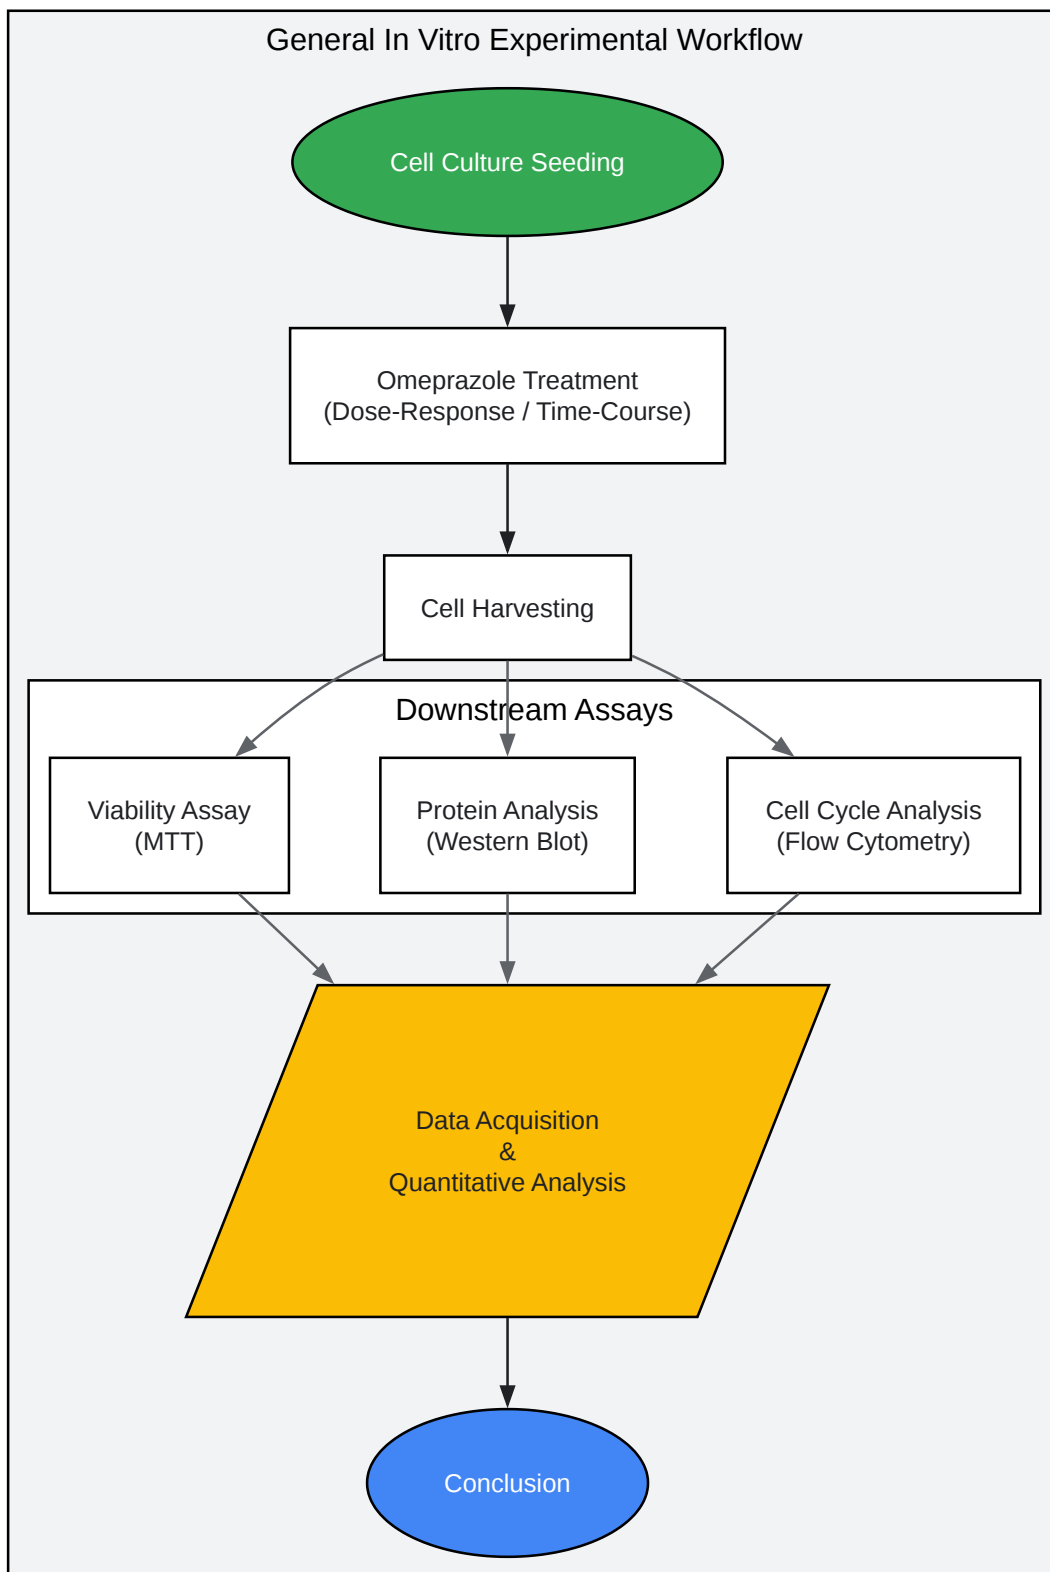 General In Vitro Experimental Workflow
Cell Culture Seeding
Omeprazole Treatment
(Dose-Response / Time-Course)
Cell Harvesting
Downstream Assays
Viability Assay
(MTT)
Protein Analysis
(Western Blot)
Cell Cycle Analysis
(Flow Cytometry)
Data Acquisition
&
Quantitative Analysis
Conclusion